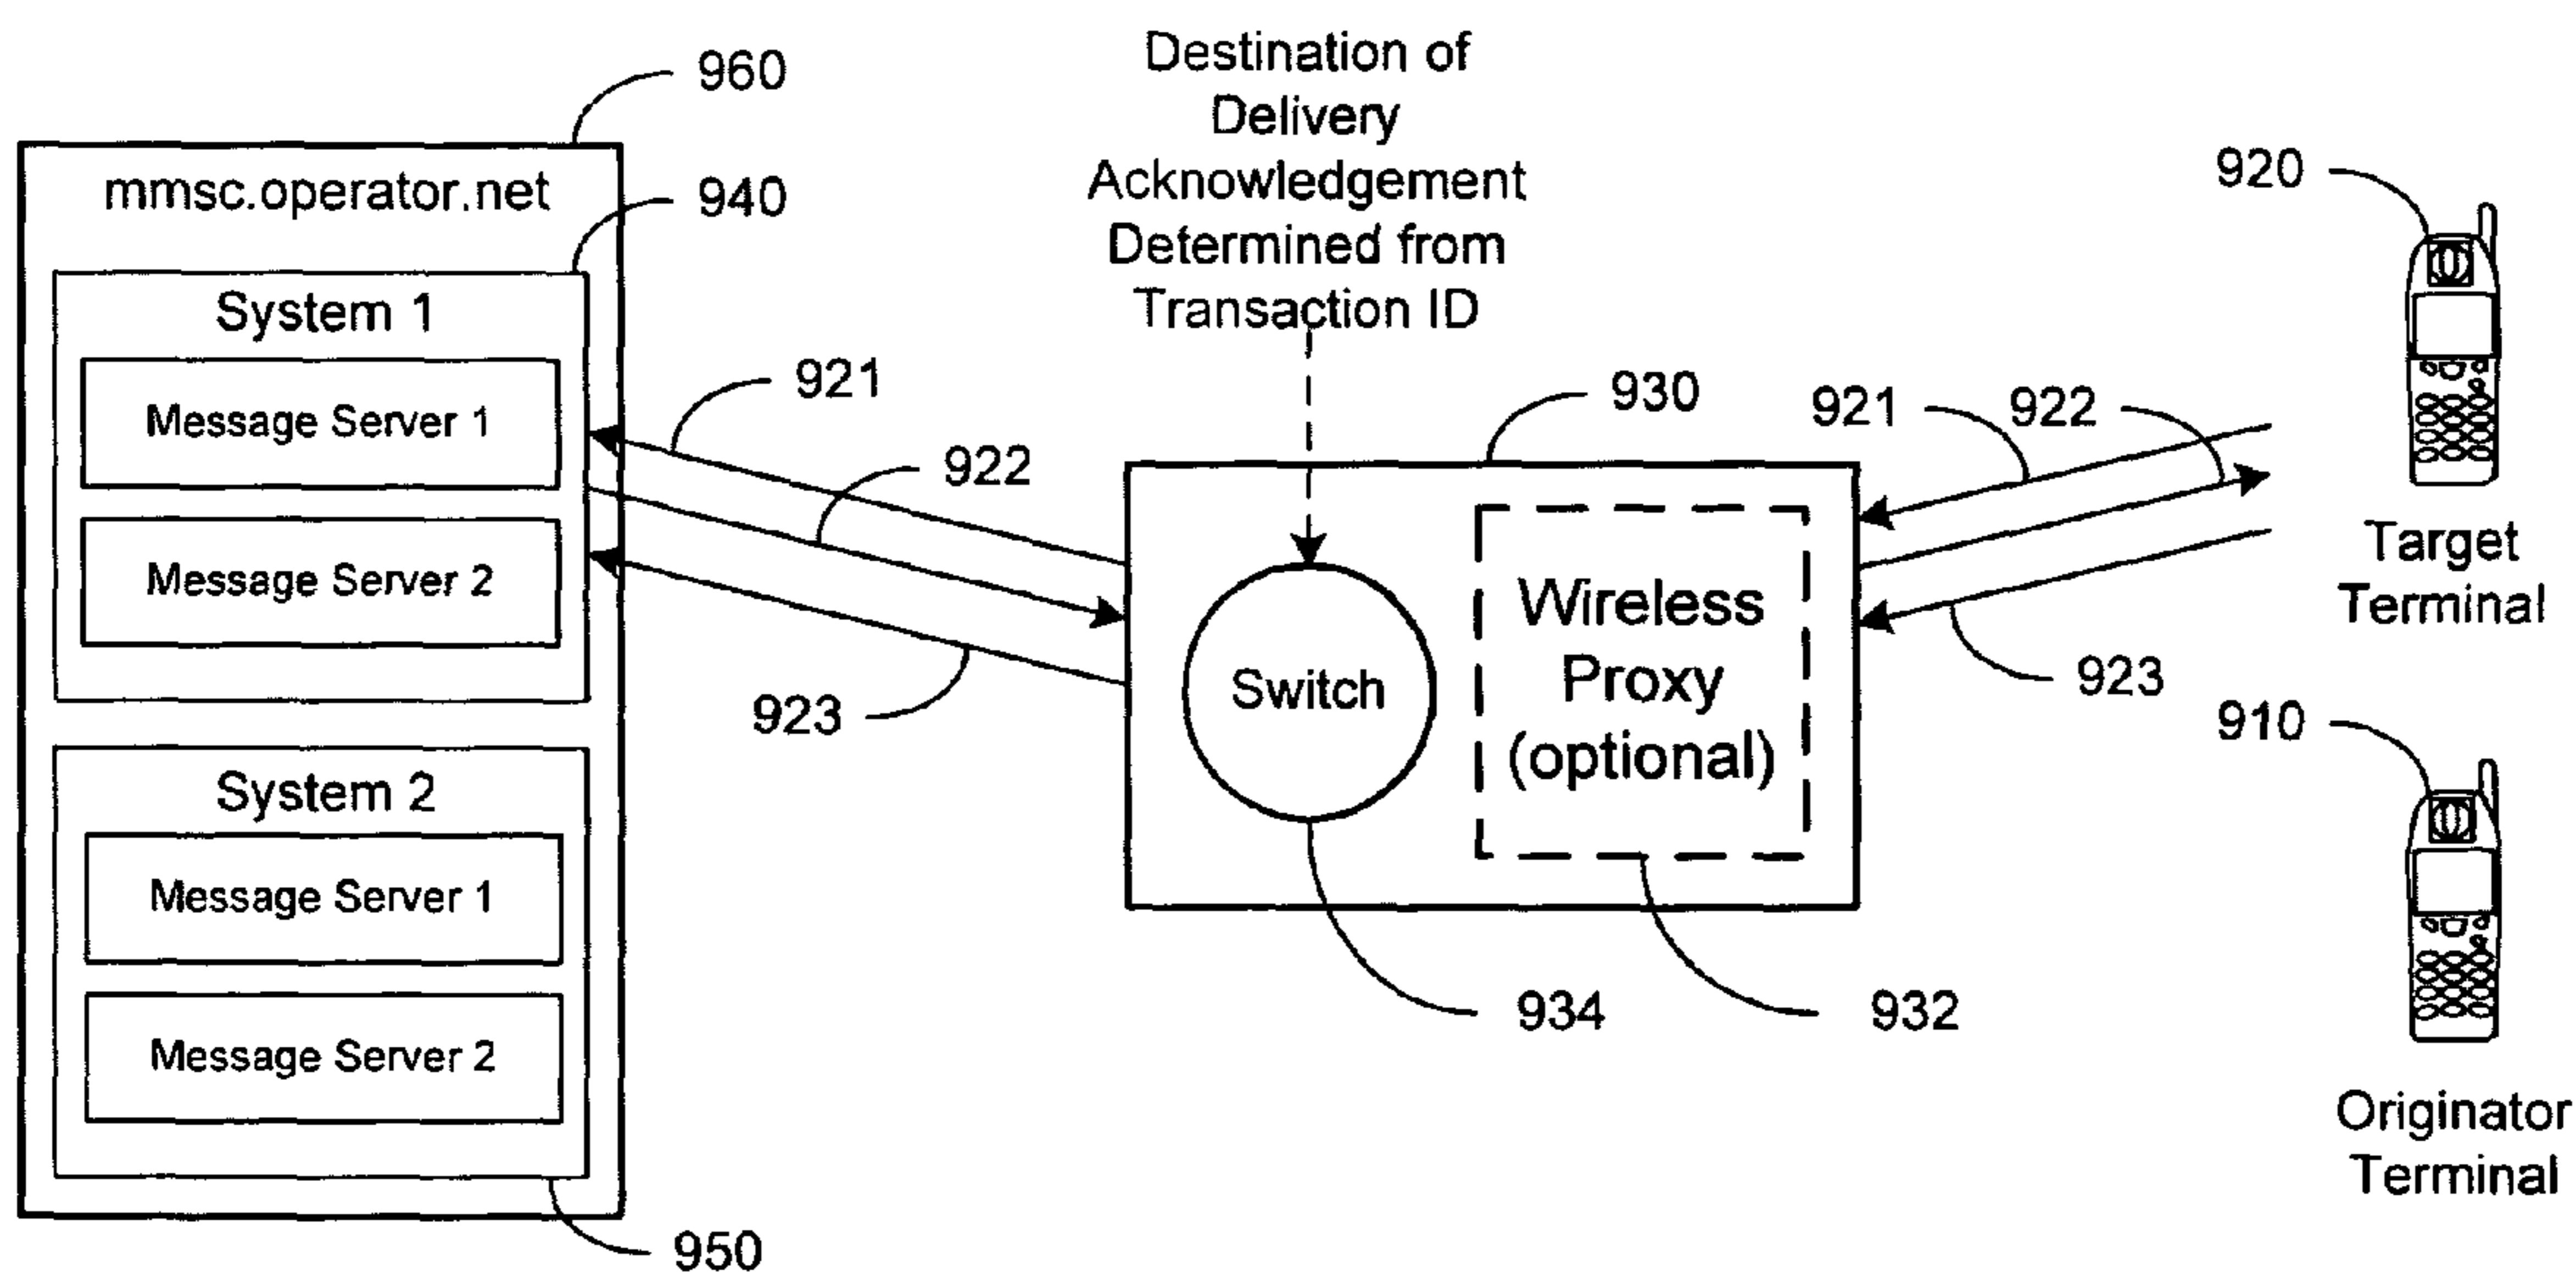 960
mmsc.operator.net
940
System 1
Message Server 1
Message Server 2
System 2
Message Server 1
Message Server 2
950
921
922
923
Destination of
Delivery
Acknowledgement
Determined from
Transaction ID
930
Switch
Wireless
Proxy
(optional)
934
932
921
922
923
920
Target
Terminal
910
Originator
Terminal